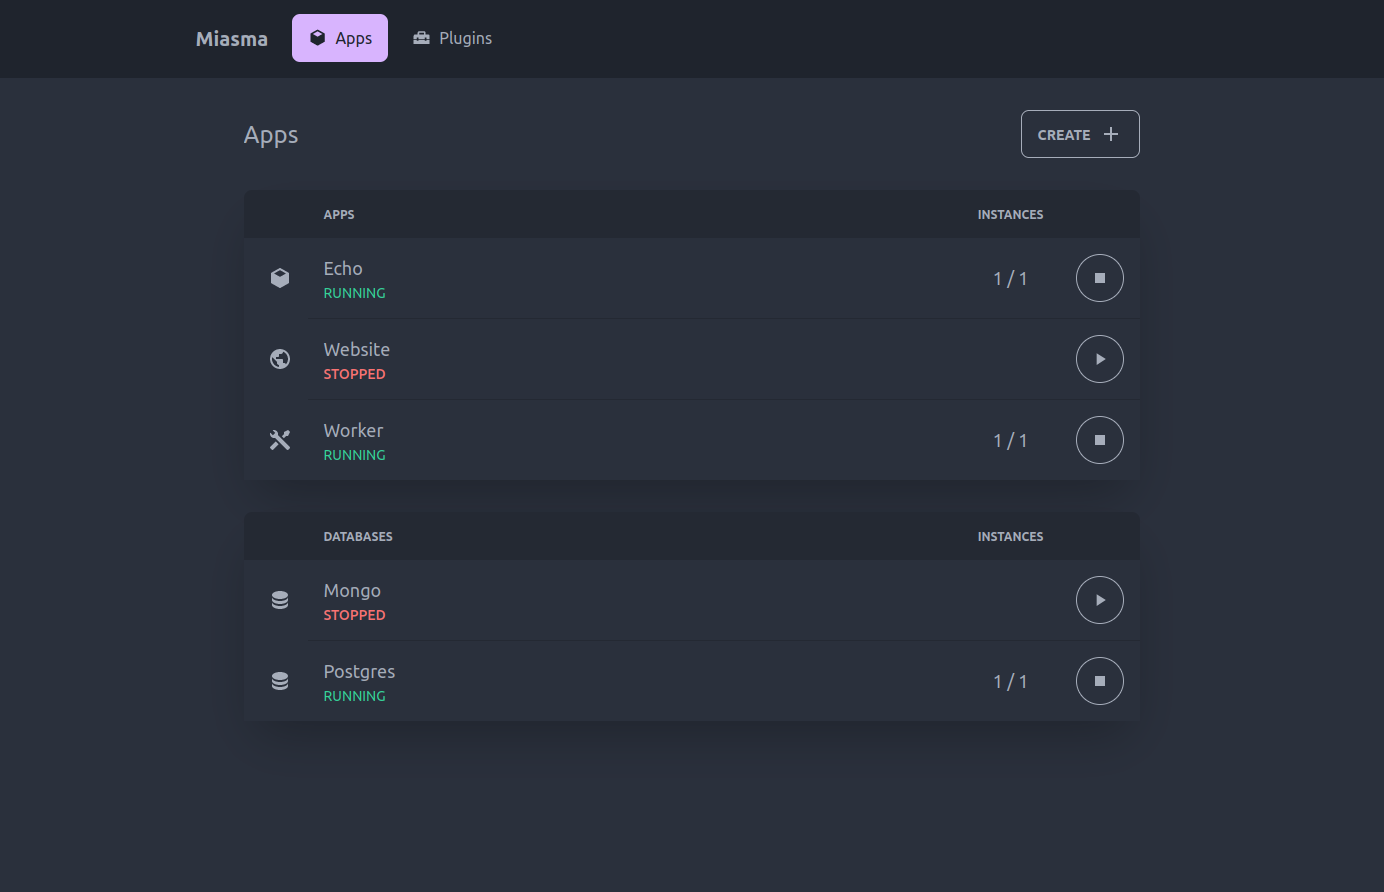 Miasma Apps Plugins
Apps CREATE
APPS INSTANCES
Echo
RUNNING
1 / 1
Website
STOPPED
Worker
RUNNING
1 / 1
DATABASES INSTANCES
Mongo
STOPPED
Postgres
RUNNING
1 / 1